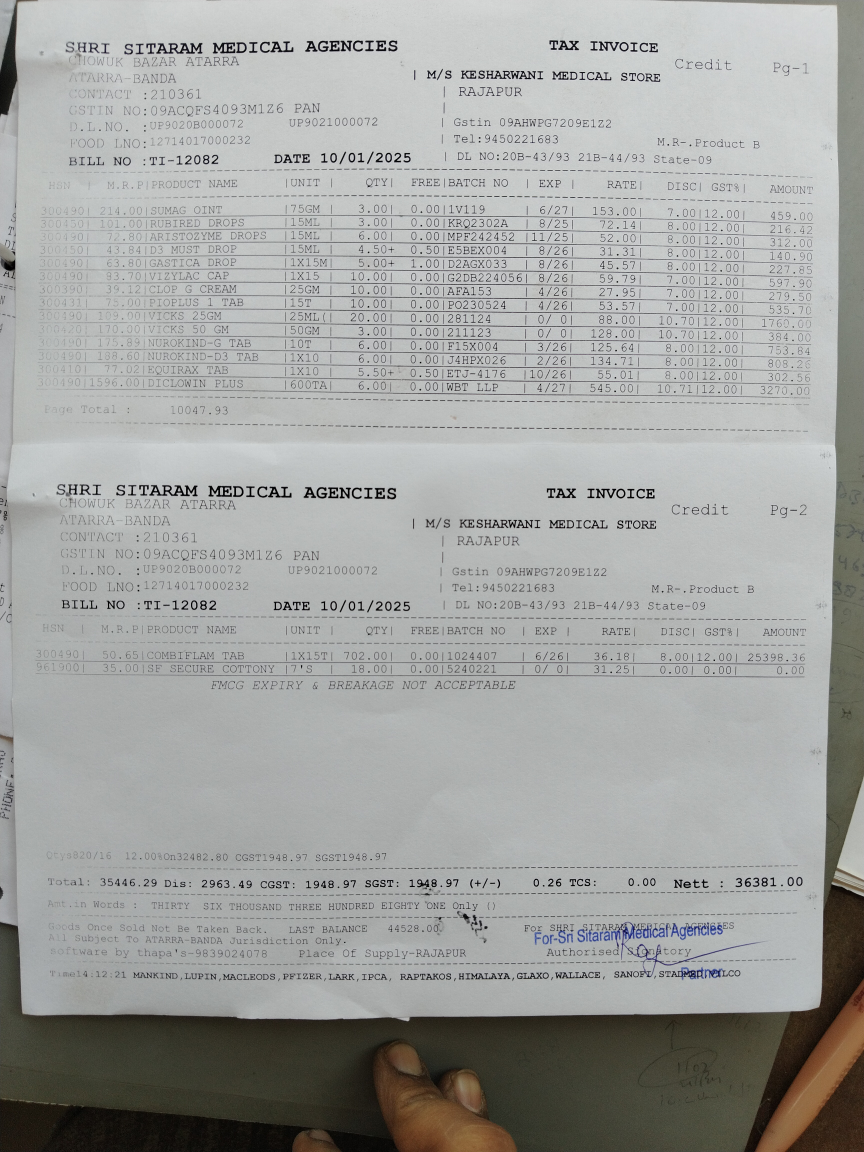 SHRI SITARAM MEDICAL AGENCIES TAX INVOICE
CHOWUK BAZAR ATARRA Credit Pg-1
ATARRA-BANDA | M/S KESHARWANI MEDICAL STORE
CONTACT :210361 | RAJAPUR
GSTIN NO:09ACQFS4093M1Z6 PAN |
D.L.NO. :UP9020B000072 UP9021000072 | Gstin 09AHWPG7209E1Z2
FOOD LNO:12714017000232 | Tel:9450221683 M.R-.Product B
BILL NO :TI-12082 DATE 10/01/2025 | DL NO:20B-43/93 21B-44/93 State-09
HSN | M.R.P|PRODUCT NAME |UNIT | QTY| FREE|BATCH NO | EXP | RATE| DISC| GST%| AMOUNT
300490| 214.00|SUMAG OINT |75GM | 3.00| 0.00|1V119 | 6/27| 153.00| 7.00|12.00| 459.00
300450| 101.00|RUBIRED DROPS |15ML | 3.00| 0.00|KRQ2302A | 8/25| 72.14| 8.00|12.00| 216.42
300490| 72.80|ARISTOZYME DROPS |15ML | 6.00| 0.00|MPF242452 |11/25| 52.00| 8.00|12.00| 312.00
300450| 43.84|D3 MUST DROP |15ML | 4.50+ 0.50|E5BEX004 | 8/26| 31.31| 8.00|12.00| 140.90
300490| 63.80|GASTICA DROP |1X15M| 5.00+ 1.00|D2AGX033 | 8/26| 45.57| 8.00|12.00| 227.85
300490| 93.70|VIZYLAC CAP |1X15 | 10.00| 0.00|G2DB224056| 8/26| 59.79| 7.00|12.00| 597.90
300490| 39.12|CLOP G CREAM |25GM | 10.00| 0.00|AFA153 | 4/26| 27.95| 7.00|12.00| 279.50
300431| 75.00|PIOPLUS 1 TAB |15T | 10.00| 0.00|PO230524 | 4/26| 53.57| 7.00|12.00| 535.70
300490| 109.90|VICKS 25GM |25ML(| 20.00| 0.00|281124 | 0/ 0| 88.00| 10.70|12.00| 1760.00
300420| 170.00|VICKS 50 GM |50GM | 3.00| 0.00|211123 | 0/ 0| 128.00| 10.70|12.00| 384.00
300490| 175.89|NUROKIND-G TAB |10T | 6.00| 0.00|F15X004 | 3/26| 125.64| 8.00|12.00| 753.84
300490| 188.60|NUROKIND-D3 TAB |1X10 | 6.00| 0.00|J4HPX026 | 2/26| 134.71| 8.00|12.00| 808.26
300410| 77.02|EQUIRAX TAB |1X10 | 5.50+ 0.50|ETJ-4176 |10/26| 55.01| 8.00|12.00| 302.56
300490|1596.00|DICLOWIN PLUS |600TA| 6.00| 0.00|WBT LLP | 4/27| 545.00| 10.71|12.00| 3270.00
Page Total : 10047.93
SHRI SITARAM MEDICAL AGENCIES TAX INVOICE
CHOWUK BAZAR ATARRA Credit Pg-2
ATARRA-BANDA | M/S KESHARWANI MEDICAL STORE
CONTACT :210361 | RAJAPUR
GSTIN NO:09ACQFS4093M1Z6 PAN |
D.L.NO. :UP9020B000072 UP9021000072 | Gstin 09AHWPG7209E1Z2
FOOD LNO:12714017000232 | Tel:9450221683 M.R-.Product B
BILL NO :TI-12082 DATE 10/01/2025 | DL NO:20B-43/93 21B-44/93 State-09
HSN | M.R.P|PRODUCT NAME |UNIT | QTY| FREE|BATCH NO | EXP | RATE| DISC| GST%| AMOUNT
300490| 50.65|COMBIFLAM TAB |1X15T| 702.00| 0.00|1024407 | 6/26| 36.18| 8.00|12.00| 25398.36
961900| 35.00|SF SECURE COTTONY |7'S | 18.00| 0.00|5240221 | 0/ 0| 31.25| 0.00| 0.00| 0.00
FMCG EXPIRY & BREAKAGE NOT ACCEPTABLE
Qtys820/16 12.00%On32482.80 CGST1948.97 SGST1948.97
Total: 35446.29 Dis: 2963.49 CGST: 1948.97 SGST: 1948.97 (+/-) 0.26 TCS: 0.00 Nett : 36381.00
Amt.in Words : THIRTY SIX THOUSAND THREE HUNDRED EIGHTY ONE Only ()
Goods Once Sold Not Be Taken Back. LAST BALANCE 44528.00 For SHRI SITARAM MEDICAL AGENCIES
For-Sri Sitaram Medical Agencies
All Subject To ATARRA-BANDA Jurisdiction Only.
software by thapa's-9839024078 Place Of Supply-RAJAPUR Authorised Signatory
Partner
Time14:12:21 MANKIND,LUPIN,MACLEODS,PFIZER,LARK,IPCA, RAPTAKOS,HIMALAYA,GLAXO,WALLACE, SANOFI,STADMED,WILCO